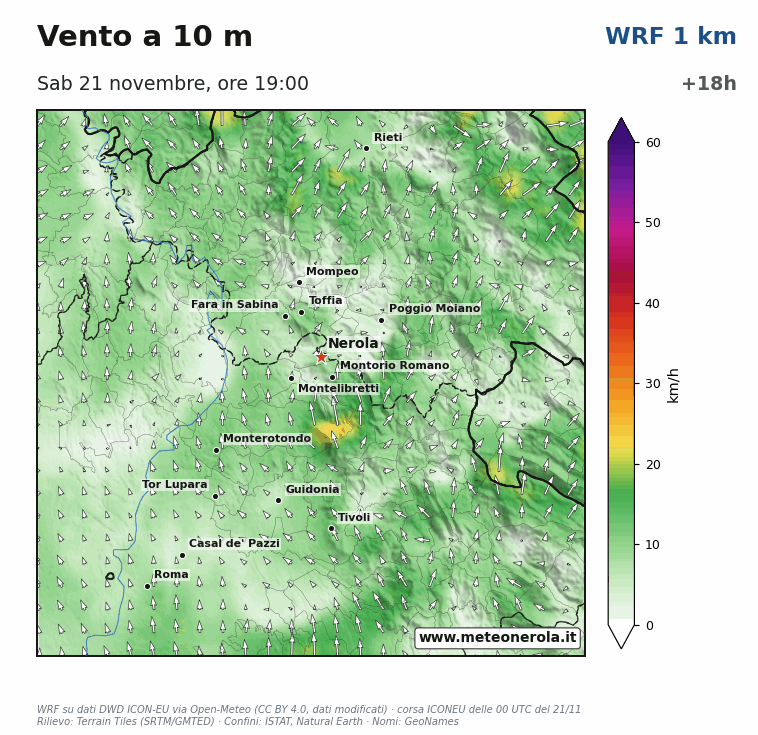 Vento a 10 m
WRF 1 km
Sab 21 novembre, ore 19:00
+18h
Rieti
Mompeo
Toffia
Fara in Sabina
Poggio Moiano
Nerola
Montorio Romano
Montelibretti
Monterotondo
Tor Lupara
Guidonia
Tivoli
Casal de' Pazzi
Roma
www.meteonerola.it
60
50
40
30
20
10
0
km/h
WRF su dati DWD ICON-EU via Open-Meteo (CC BY 4.0, dati modificati) · corsa ICONEU delle 00 UTC del 21/11
Rilievo: Terrain Tiles (SRTM/GMTED) · Confini: ISTAT, Natural Earth · Nomi: GeoNames